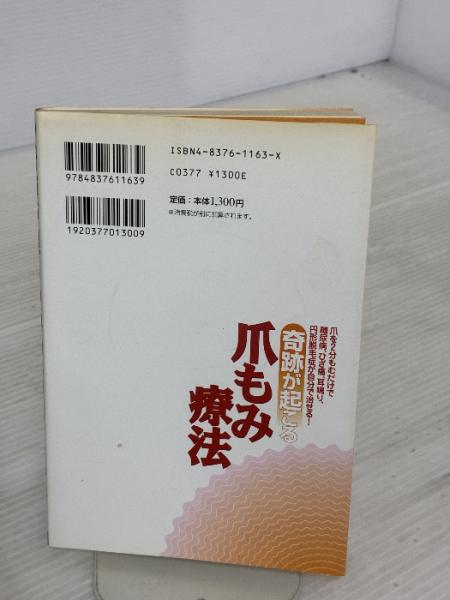 ISBN4-8376-1163-X
C0377 ¥1300E
定価：本体1,300円
※消費税が別に加算されます。
9784837611639
1920377013009
爪を2分もむだけで
糖尿病、ひざ痛、耳鳴り、
円形脱毛症が自分で治せる！
奇跡が起こる
爪もみ
療法